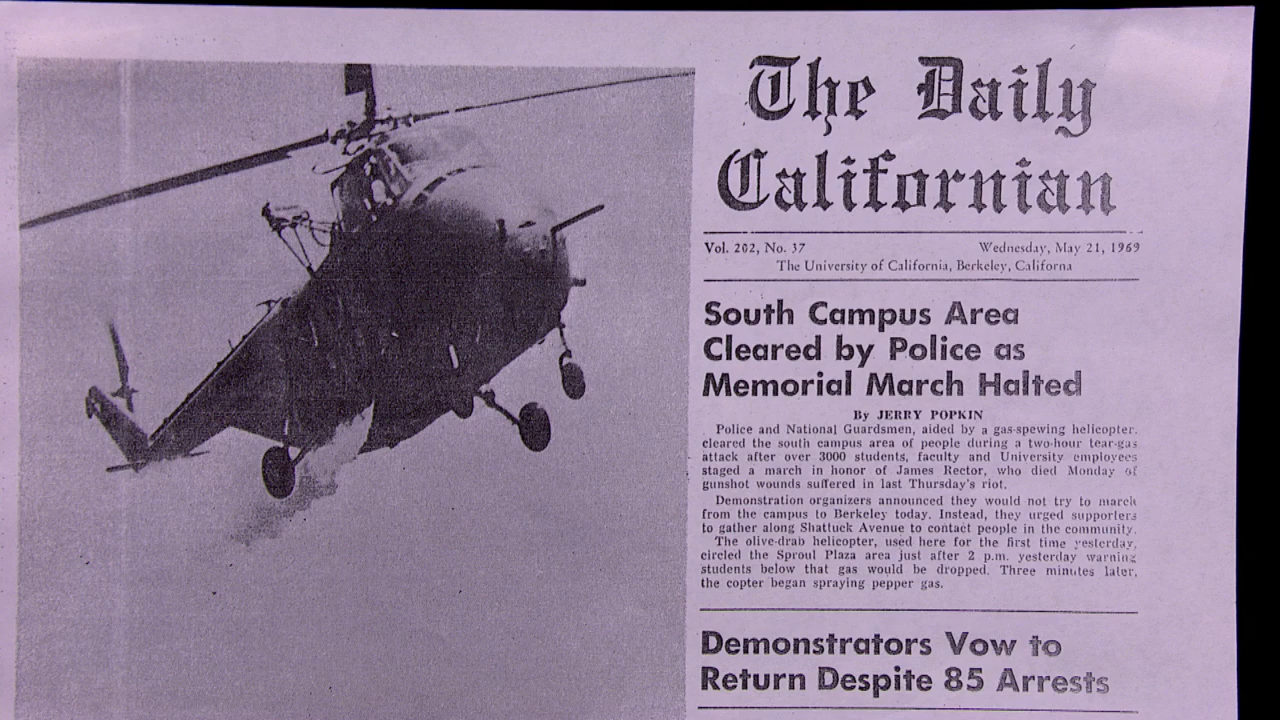 The Daily
Californian
Vol. 202, No. 37 Wednesday, May 21, 1969
The University of California, Berkeley, Californa
South Campus Area
Cleared by Police as
Memorial March Halted
By JERRY POPKIN
Police and National Guardsmen, aided by a gas-spewing helicopter,
cleared the south campus area of people during a two-hour tear-gas
attack after over 3000 students, faculty and University employees
staged a march in honor of James Rector, who died Monday of
gunshot wounds suffered in last Thursday's riot.
Demonstration organizers announced they would not try to march
from the campus to Berkeley today. Instead, they urged supporters
to gather along Shattuck Avenue to contact people in the community.
The olive-drab helicopter, used here for the first time yesterday,
circled the Sproul Plaza area just after 2 p.m. yesterday warning
students below that gas would be dropped. Three minutes later,
the copter began spraying pepper gas.
Demonstrators Vow to
Return Despite 85 Arrests